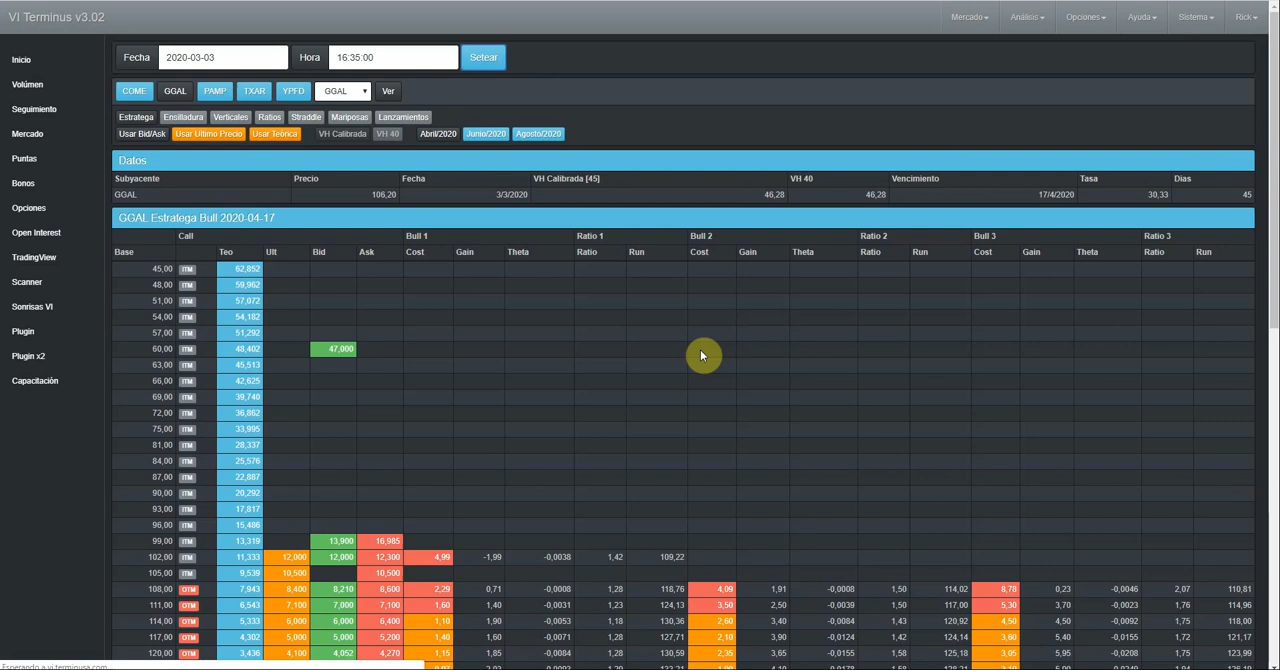 VI Terminus v3.02 Mercado Análisis Opciones Ayuda Sistema Rick
Inicio
Volúmen
Seguimiento
Mercado
Puntas
Bonos
Opciones
Open Interest
TradingView
Scanner
Sonrisas VI
Plugin
Plugin x2
Capacitación
Fecha 2020-03-03 Hora 16:35:00 Setear
COME GGAL PAMP TXAR YPFD GGAL Ver
Estratega Ensilladura Verticales Ratios Straddle Mariposas Lanzamientos
Usar Bid/Ask Usar Ultimo Precio Usar Teórica VH Calibrada VH 40 Abril/2020 Junio/2020 Agosto/2020
Datos
Subyacente Precio Fecha VH Calibrada [45] VH 40 Vencimiento Tasa Dias
GGAL 106,20 3/3/2020 46,28 46,28 17/4/2020 30,33 45
GGAL Estratega Bull 2020-04-17
Call Bull 1 Ratio 1 Bull 2 Ratio 2 Bull 3 Ratio 3
Base Teo Ult Bid Ask Cost Gain Theta Ratio Run Cost Gain Theta Ratio Run Cost Gain Theta Ratio Run
45,00 ITM 62,852
48,00 ITM 59,962
51,00 ITM 57,072
54,00 ITM 54,182
57,00 ITM 51,292
60,00 ITM 48,402 47,000
63,00 ITM 45,513
66,00 ITM 42,625
69,00 ITM 39,740
72,00 ITM 36,862
75,00 ITM 33,995
81,00 ITM 28,337
84,00 ITM 25,576
87,00 ITM 22,887
90,00 ITM 20,292
93,00 ITM 17,817
96,00 ITM 15,486
99,00 ITM 13,319 13,900 16,985
102,00 ITM 11,333 12,000 12,000 12,300 4,99 -1,99 -0,0038 1,42 109,22
105,00 ITM 9,539 10,500 10,500
108,00 OTM 7,943 8,400 8,210 8,600 2,29 0,71 -0,0008 1,28 118,76 4,09 1,91 -0,0008 1,50 114,02 8,78 0,23 -0,0046 2,07 110,81
111,00 OTM 6,543 7,100 7,000 7,100 1,60 1,40 -0,0031 1,23 124,13 3,50 2,50 -0,0039 1,50 117,00 5,30 3,70 -0,0023 1,76 114,96
114,00 OTM 5,333 6,000 6,000 6,400 1,10 1,90 -0,0053 1,18 130,36 2,60 3,40 -0,0084 1,43 120,92 4,50 4,50 -0,0092 1,75 118,00
117,00 OTM 4,302 5,000 5,000 5,200 1,40 1,60 -0,0071 1,28 127,71 2,10 3,90 -0,0124 1,42 124,14 3,60 5,40 -0,0155 1,72 121,17
120,00 OTM 3,436 4,100 4,052 4,270 1,15 1,85 -0,0088 1,28 130,59 2,35 3,65 -0,0155 1,58 125,18 3,05 5,95 -0,0208 1,75 123,99
Esperando a vi.terminusa.com...